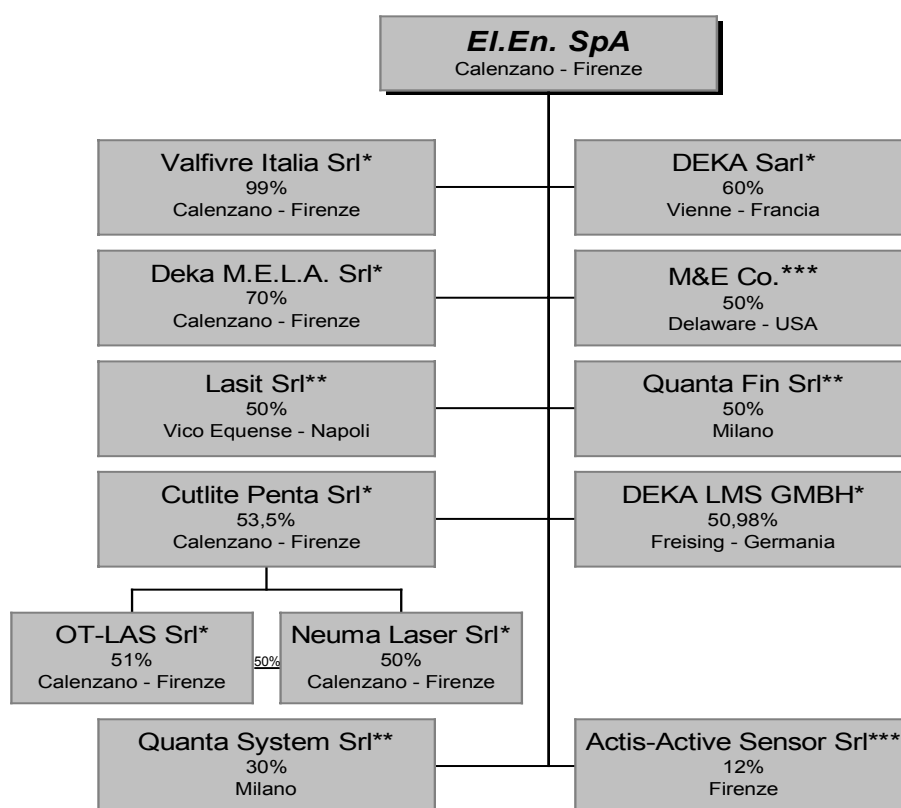 El.En. SpA
Calenzano - Firenze
Valfivre Italia Srl*
99%
Calenzano - Firenze
DEKA Sarl*
60%
Vienne - Francia
Deka M.E.L.A. Srl*
70%
Calenzano - Firenze
M&E Co.***
50%
Delaware - USA
Lasit Srl**
50%
Vico Equense - Napoli
Quanta Fin Srl**
50%
Milano
Cutlite Penta Srl*
53,5%
Calenzano - Firenze
DEKA LMS GMBH*
50,98%
Freising - Germania
OT-LAS Srl*
51%
Calenzano - Firenze
50%
Neuma Laser Srl*
50%
Calenzano - Firenze
Quanta System Srl**
30%
Milano
Actis-Active Sensor Srl***
12%
Firenze